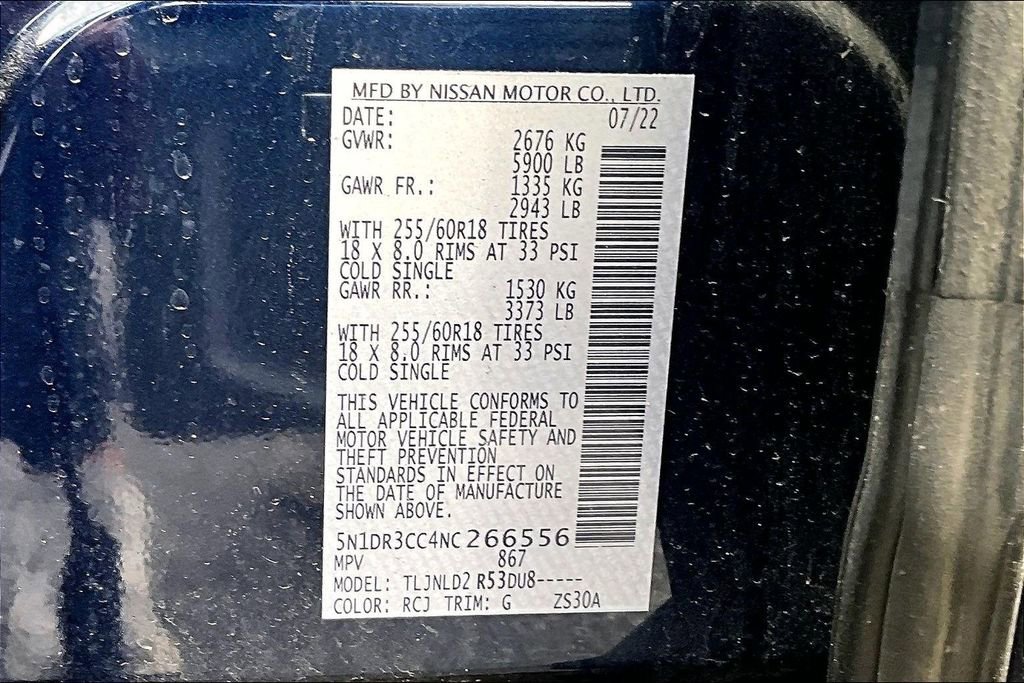 MFD BY NISSAN MOTOR CO., LTD.
DATE: 07/22
GVWR: 2676 KG
5900 LB
GAWR FR.: 1335 KG
2943 LB
WITH 255/60R18 TIRES
18 X 8.0 RIMS AT 33 PSI
COLD SINGLE
GAWR RR.: 1530 KG
3373 LB
WITH 255/60R18 TIRES
18 X 8.0 RIMS AT 33 PSI
COLD SINGLE
THIS VEHICLE CONFORMS TO
ALL APPLICABLE FEDERAL
MOTOR VEHICLE SAFETY AND
THEFT PREVENTION
STANDARDS IN EFFECT ON
THE DATE OF MANUFACTURE
SHOWN ABOVE.
5N1DR3CC4NC266556
MPV 867
MODEL: TLJNLD2 R53DU8-----
COLOR: RCJ TRIM: G ZS30A